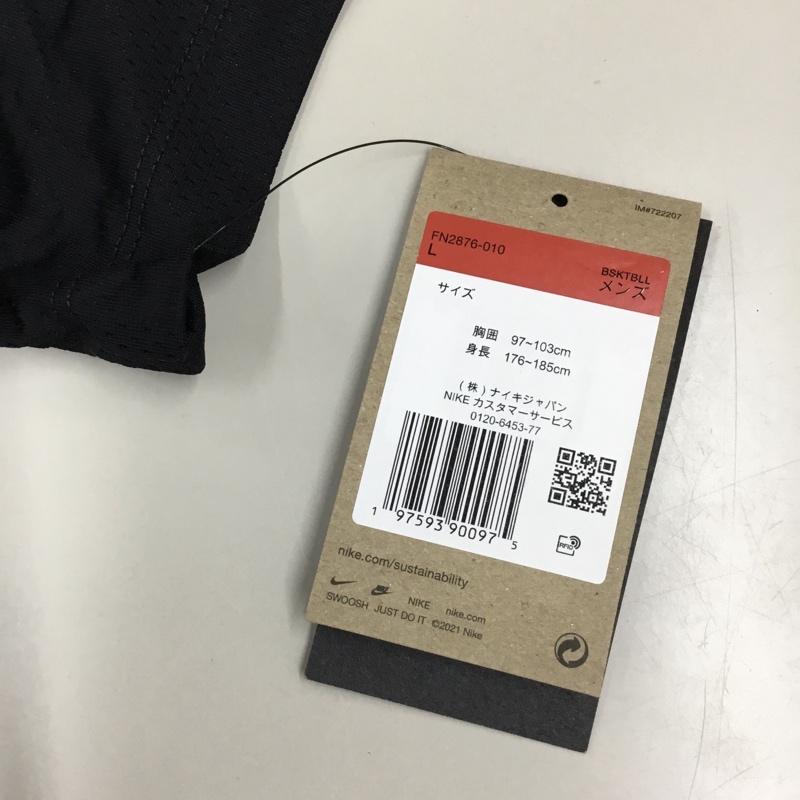 IM#722207
FN2876-010
L
BSKTBLL
メンズ
サイズ
胸囲 97~103cm
身長 176~185cm
(株)ナイキジャパン
NIKE カスタマーサービス
0120-6453-77
1 97593 90097 5
RFID
nike.com/sustainability
NIKE nike.com
SWOOSH JUST DO IT ©2021 Nike